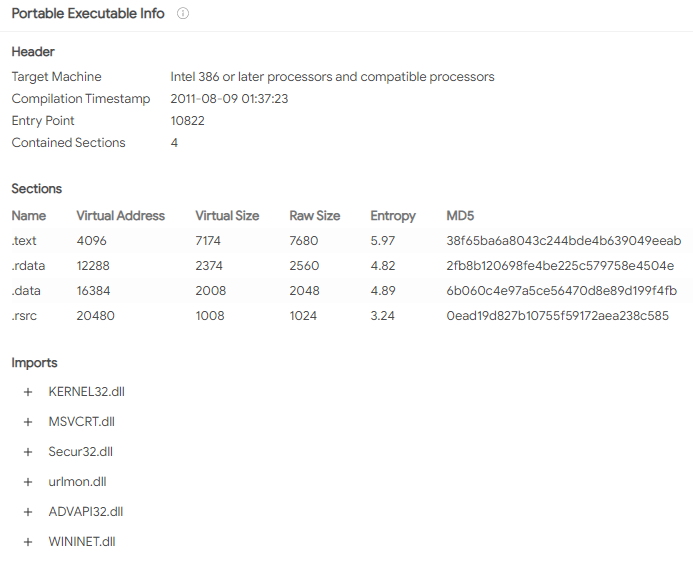 Portable Executable Info
Header
Target Machine Intel 386 or later processors and compatible processors
Compilation Timestamp 2011-08-09 01:37:23
Entry Point 10822
Contained Sections 4
Sections
Name Virtual Address Virtual Size Raw Size Entropy MD5
.text 4096 7174 7680 5.97 38f65ba6a8043c244bde4b639049eeab
.rdata 12288 2374 2560 4.82 2fb8b120698fe4be225c579758e4504e
.data 16384 2008 2048 4.89 6b060c4e97a5ce56470d8e89d199f4fb
.rsrc 20480 1008 1024 3.24 0ead19d827b10755f59172aea238c585
Imports
+ KERNEL32.dll
+ MSVCRT.dll
+ Secur32.dll
+ urlmon.dll
+ ADVAPI32.dll
+ WININET.dll